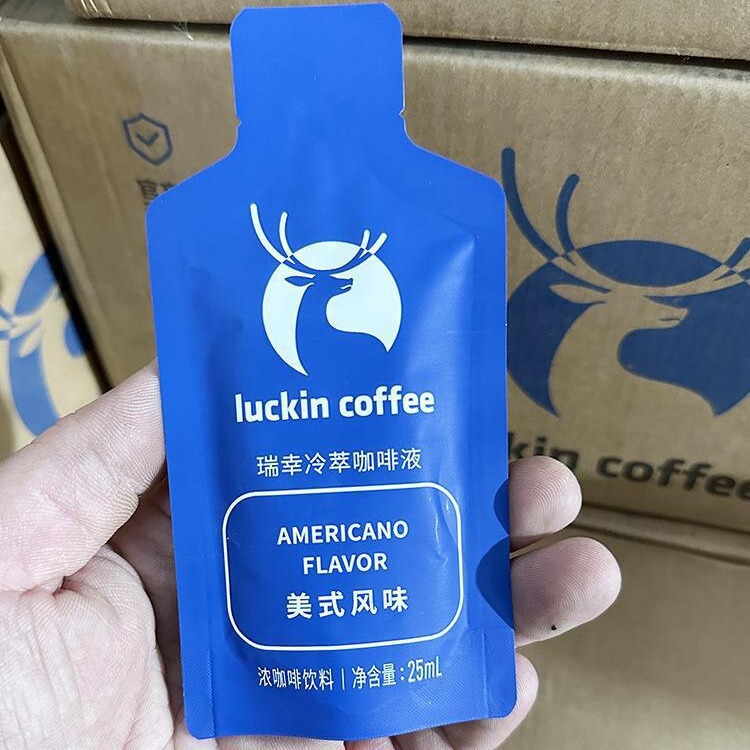 luckin coffee
瑞幸冷萃咖啡液
AMERICANO
FLAVOR
美式风味
浓咖啡饮料 | 净含量:25mL
coffee